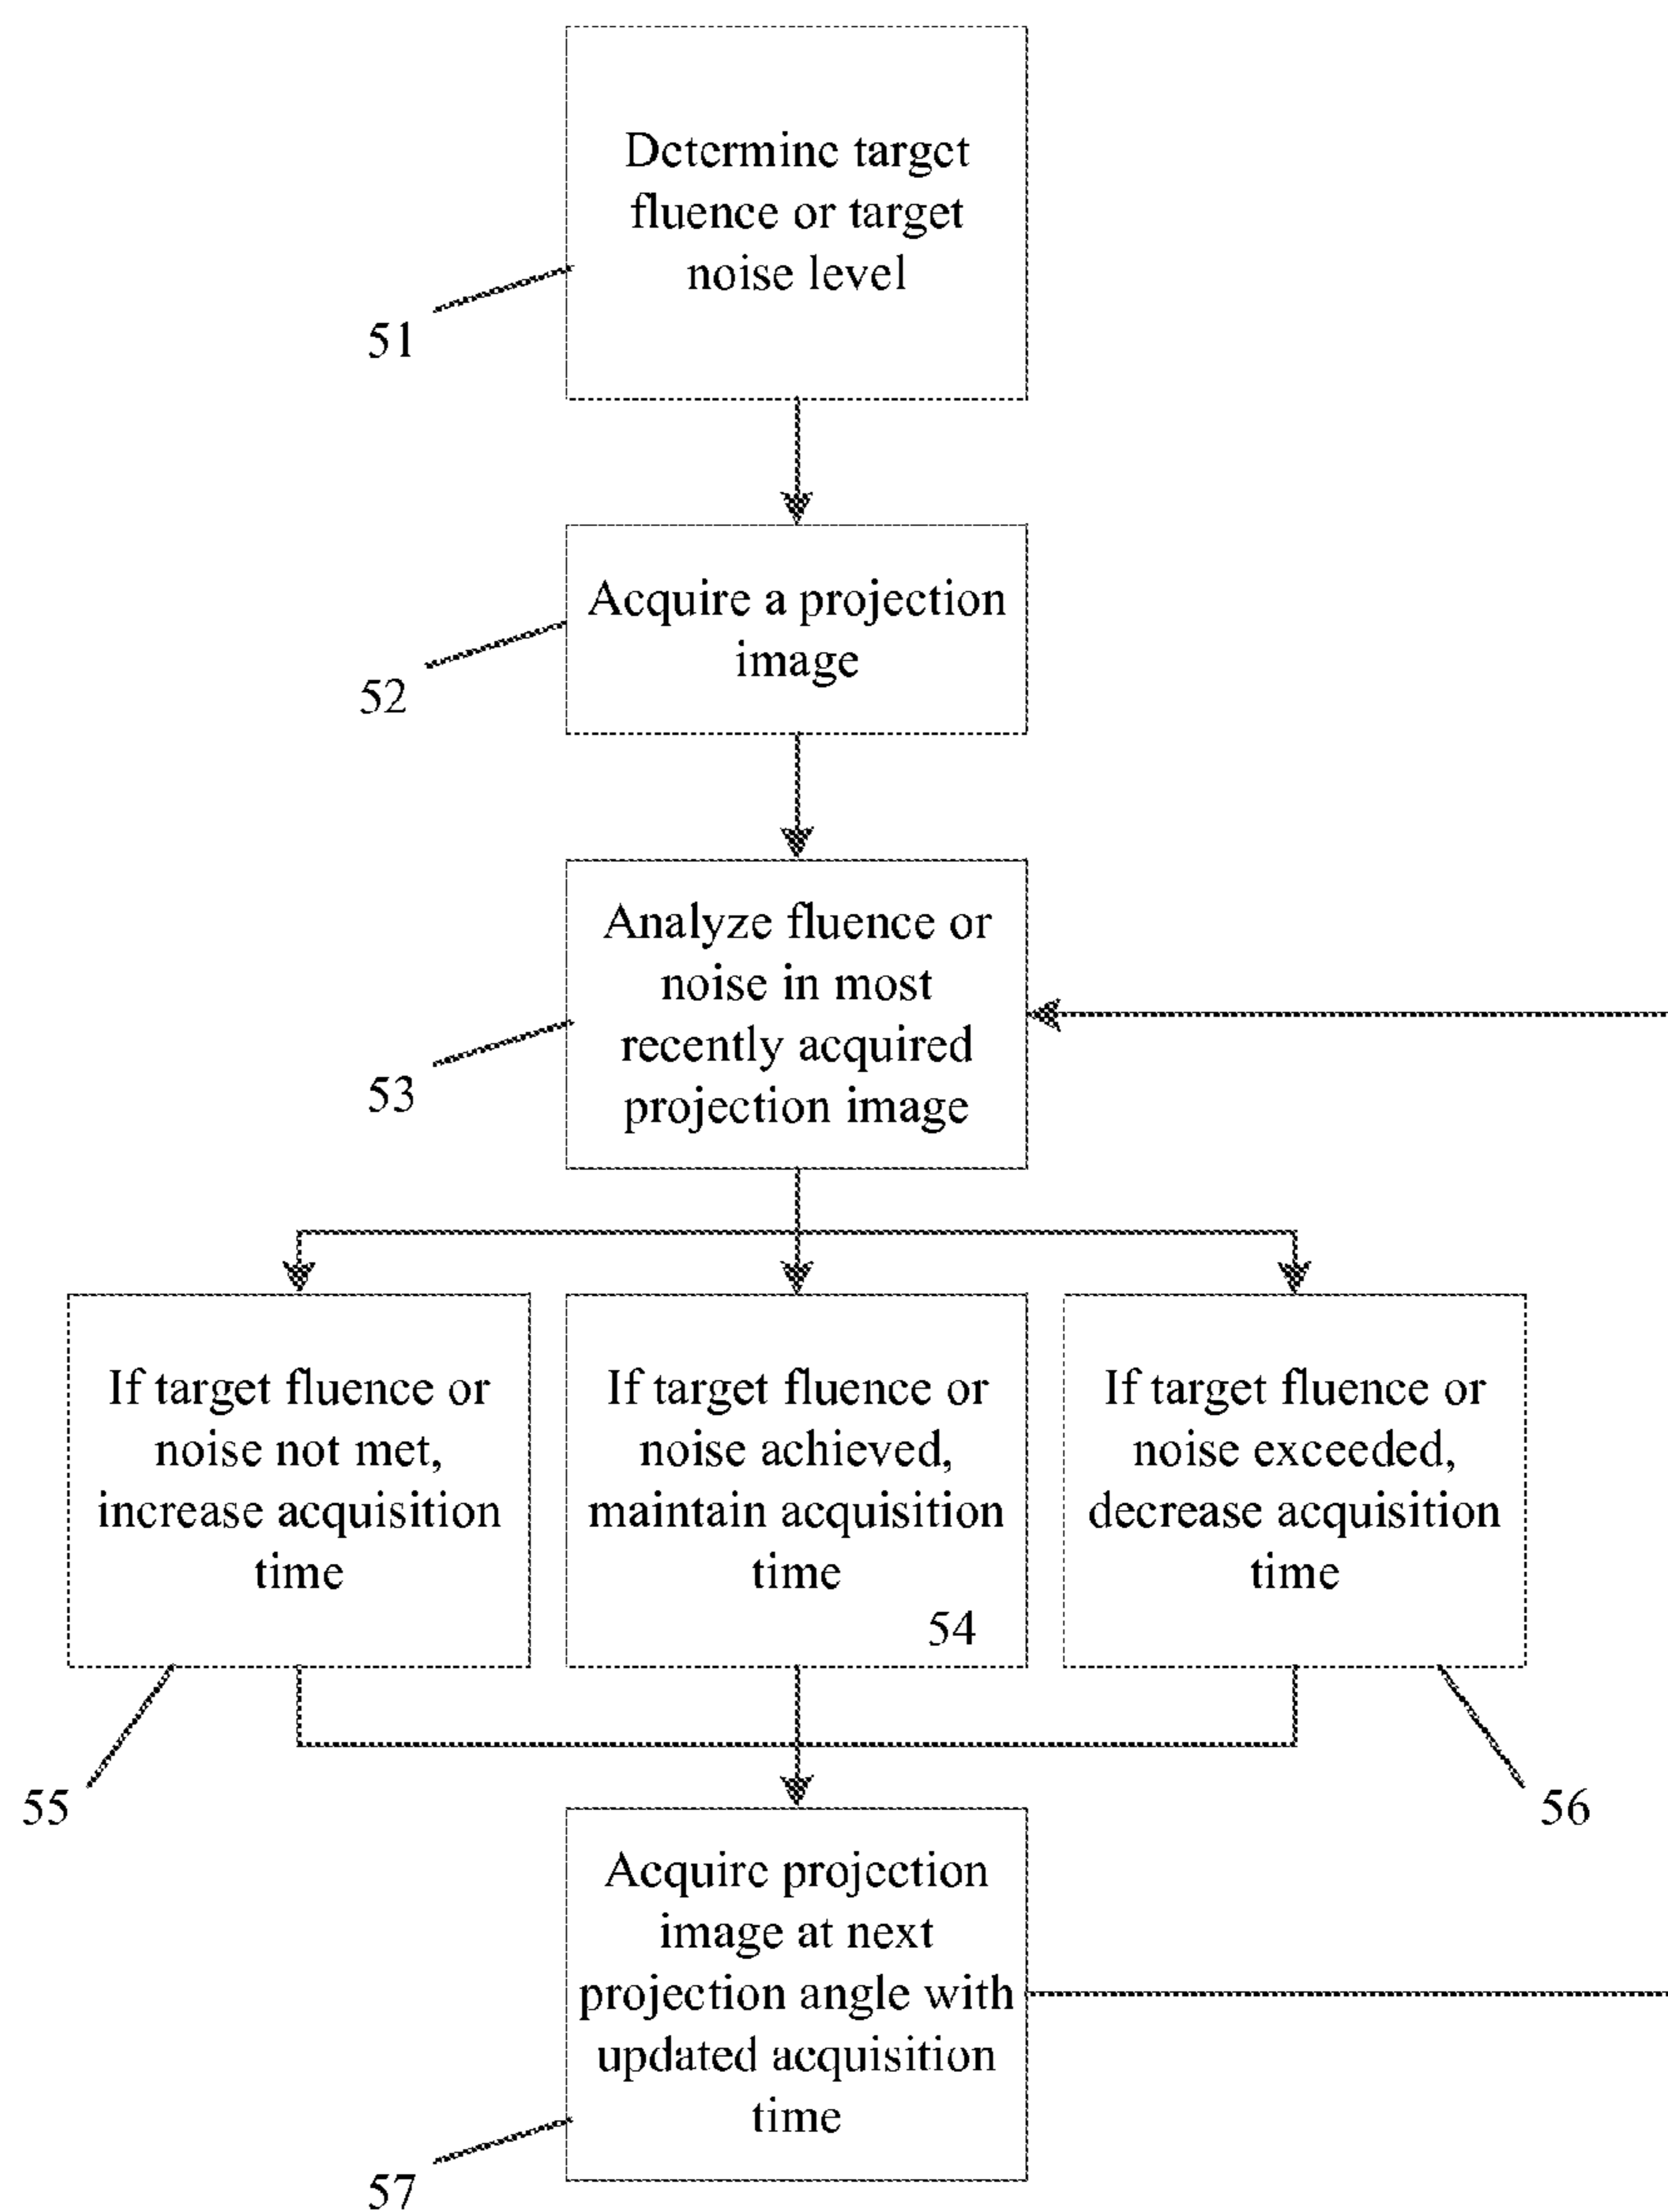 Determine target
fluence or target
noise level
51
Acquire a projection
image
52
Analyze fluence or
noise in most
recently acquired
projection image
53
If target fluence or
noise not met,
increase acquisition
time
55
If target fluence or
noise achieved,
maintain acquisition
time
54
If target fluence or
noise exceeded,
decrease acquisition
time
56
Acquire projection
image at next
projection angle with
updated acquisition
time
57